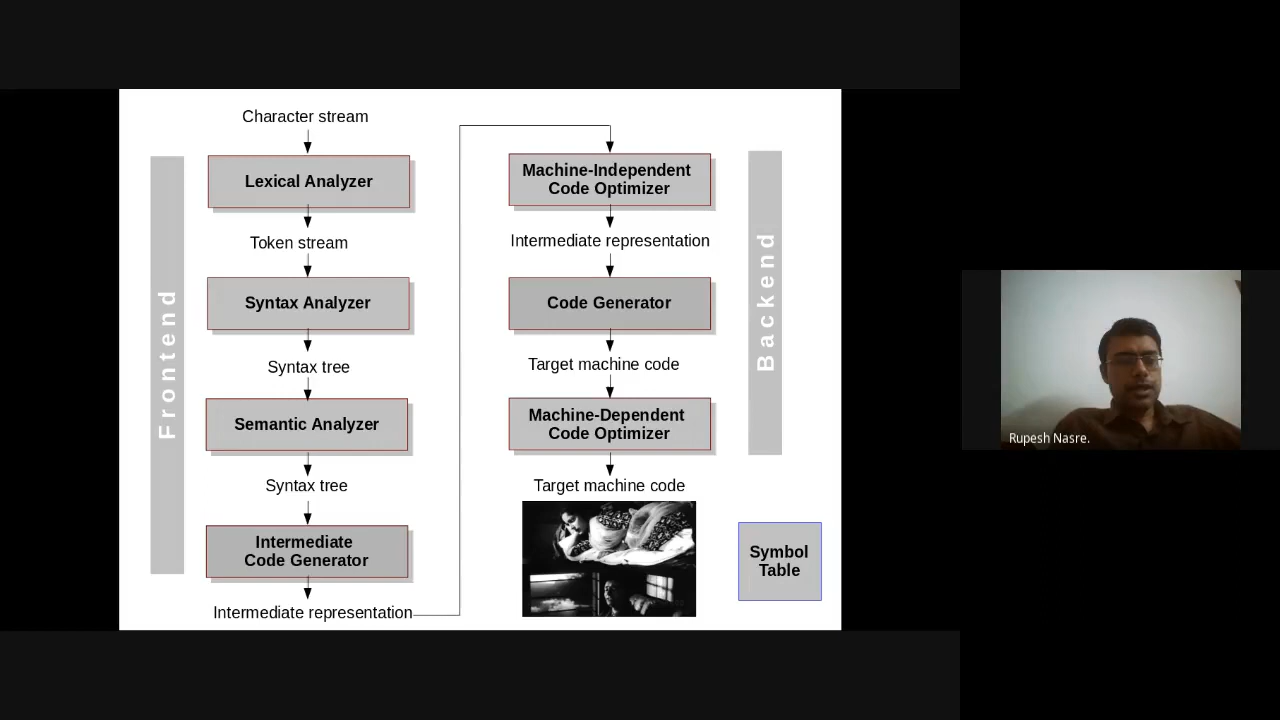 Character stream
Lexical Analyzer
Token stream
Syntax Analyzer
Syntax tree
Semantic Analyzer
Syntax tree
Intermediate
Code Generator
Intermediate representation
Frontend
Machine-Independent
Code Optimizer
Intermediate representation
Code Generator
Target machine code
Machine-Dependent
Code Optimizer
Target machine code
Backend
Symbol
Table
Rupesh Nasre.